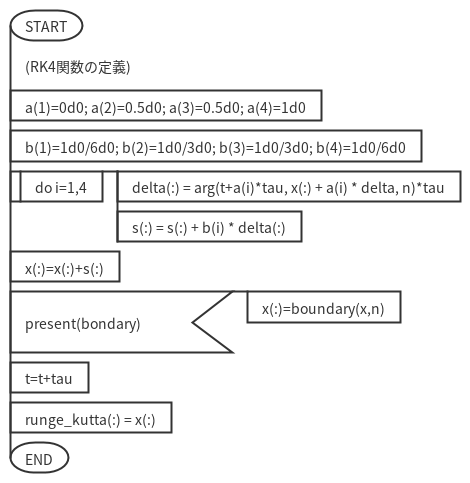 START
(RK4関数の定義)
a(1)=0d0; a(2)=0.5d0; a(3)=0.5d0; a(4)=1d0
b(1)=1d0/6d0; b(2)=1d0/3d0; b(3)=1d0/3d0; b(4)=1d0/6d0
do i=1,4
delta(:) = arg(t+a(i)*tau, x(:) + a(i) * delta, n)*tau
s(:) = s(:) + b(i) * delta(:)
x(:)=x(:)+s(:)
present(bondary)
x(:)=boundary(x,n)
t=t+tau
runge_kutta(:) = x(:)
END